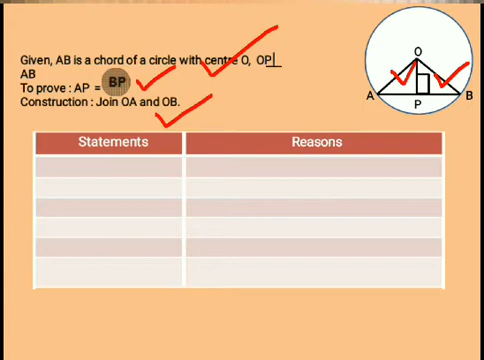 Given, AB is a chord of a circle with centre O, OP⊥
AB
To prove : AP = BP
Construction : Join OA and OB.
O
A
B
P
Statements Reasons